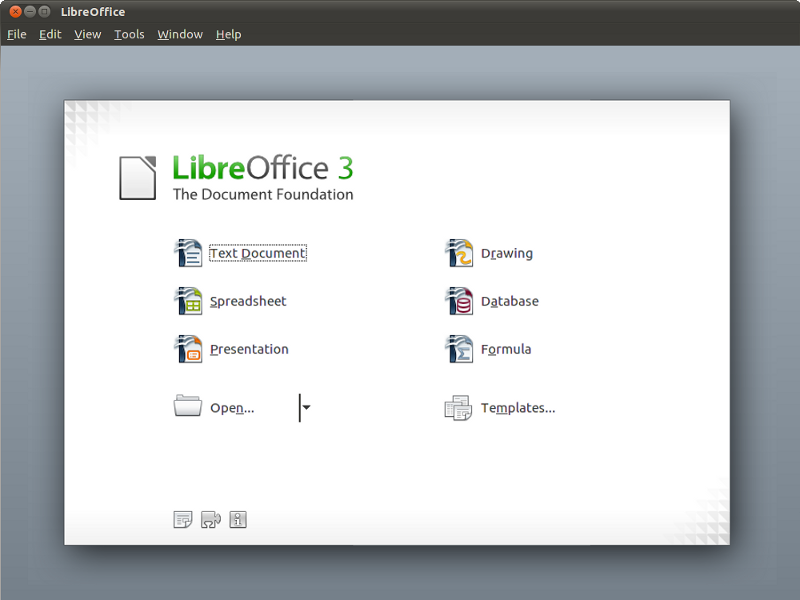 LibreOffice
File Edit View Tools Window Help
LibreOffice 3
The Document Foundation
Text Document
Drawing
Spreadsheet
Database
Presentation
Formula
Open...
Templates...